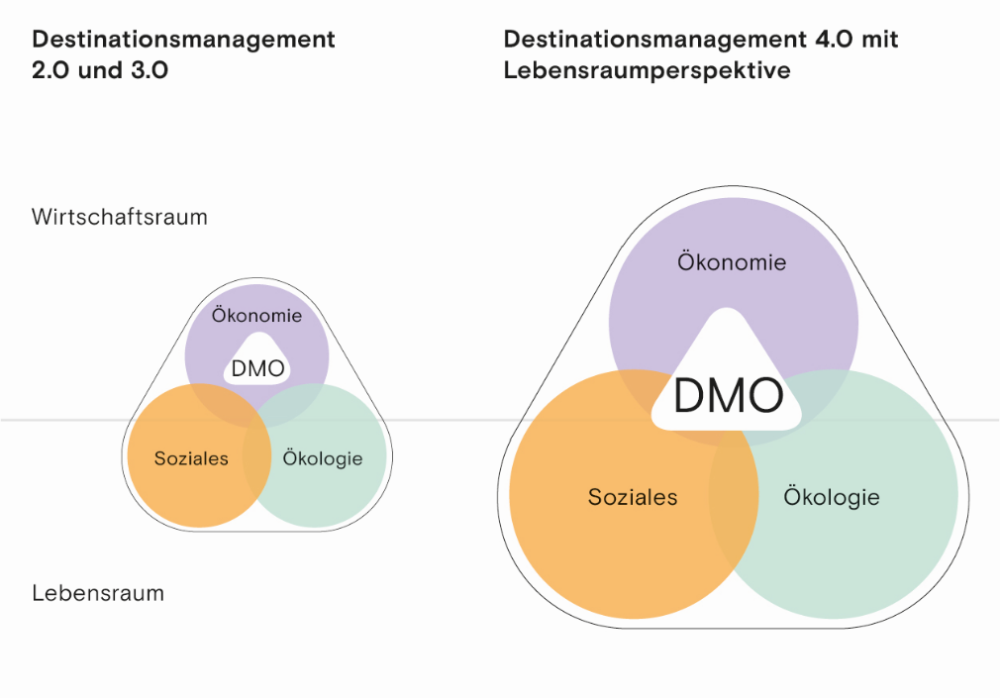 Destinationsmanagement
2.0 und 3.0
Destinationsmanagement 4.0 mit
Lebensraumperspektive
Wirtschaftsraum
Ökonomie
DMO
Soziales
Ökologie
Lebensraum
Ökonomie
DMO
Soziales
Ökologie